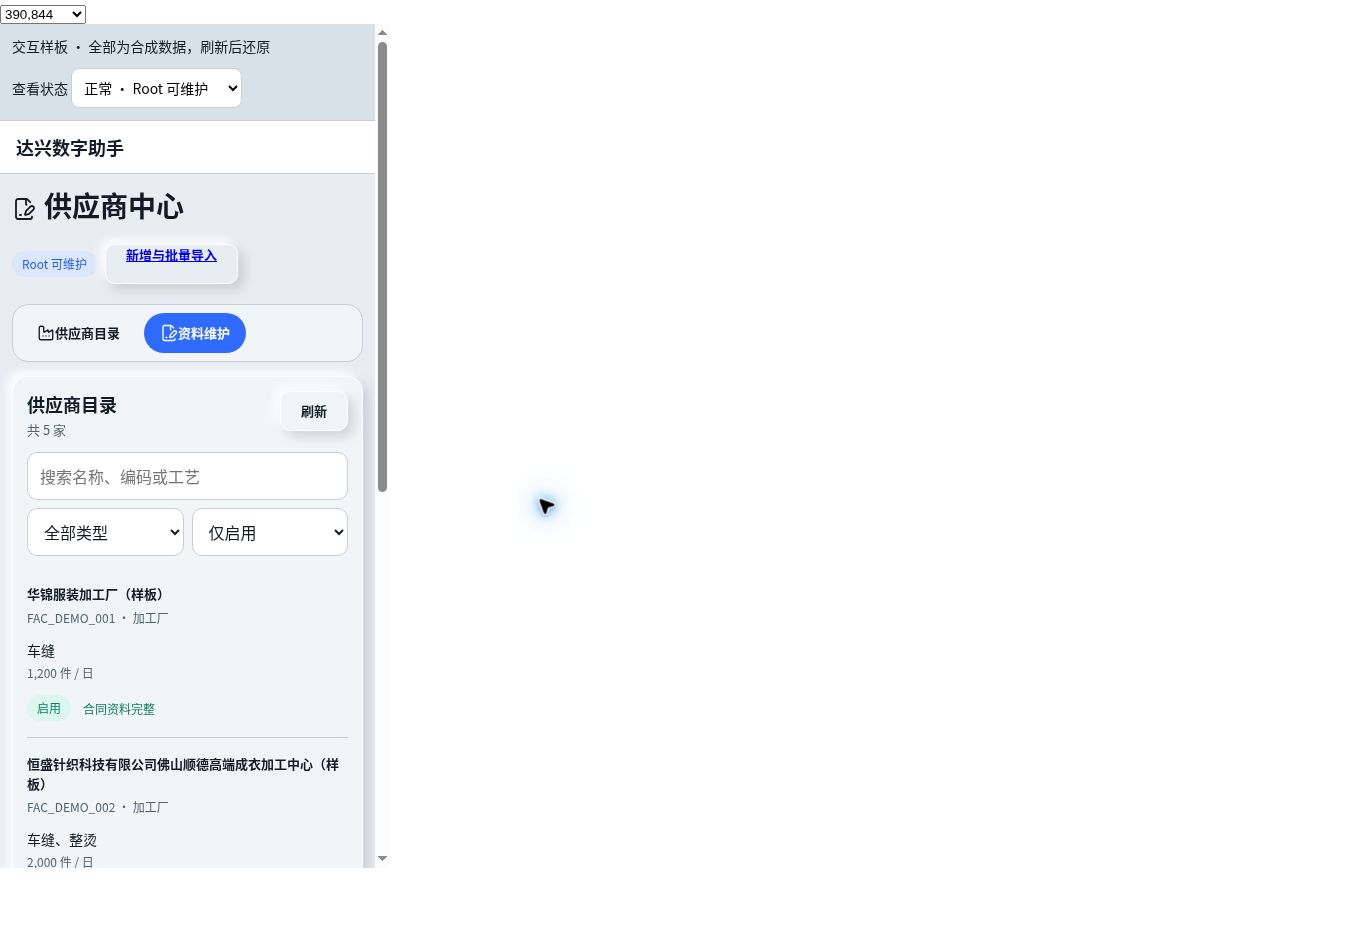 390,844
交互样板 · 全部为合成数据，刷新后还原
查看状态 正常 · Root 可维护
达兴数字助手
供应商中心
Root 可维护 新增与批量导入
供应商目录 资料维护
供应商目录
刷新
共 5 家
搜索名称、编码或工艺
全部类型 仅启用
华锦服装加工厂（样板）
FAC_DEMO_001 · 加工厂
车缝
1,200 件 / 日
启用 合同资料完整
恒盛针织科技有限公司佛山顺德高端成衣加工中心（样
板）
FAC_DEMO_002 · 加工厂
车缝、整烫
2,000 件 / 日